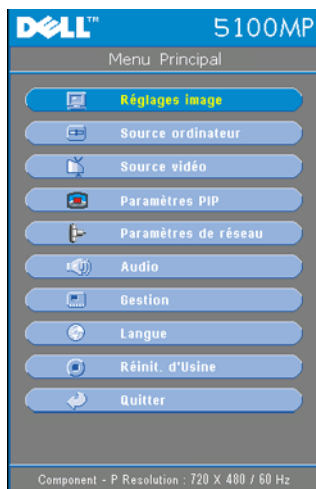 DELL™ 5100MP
Menu Principal
Réglages image
Source ordinateur
Source vidéo
Paramètres PIP
Paramètres de réseau
Audio
Gestion
Langue
Réinit. d'Usine
Quitter
Component - P Resolution : 720 X 480 / 60 Hz